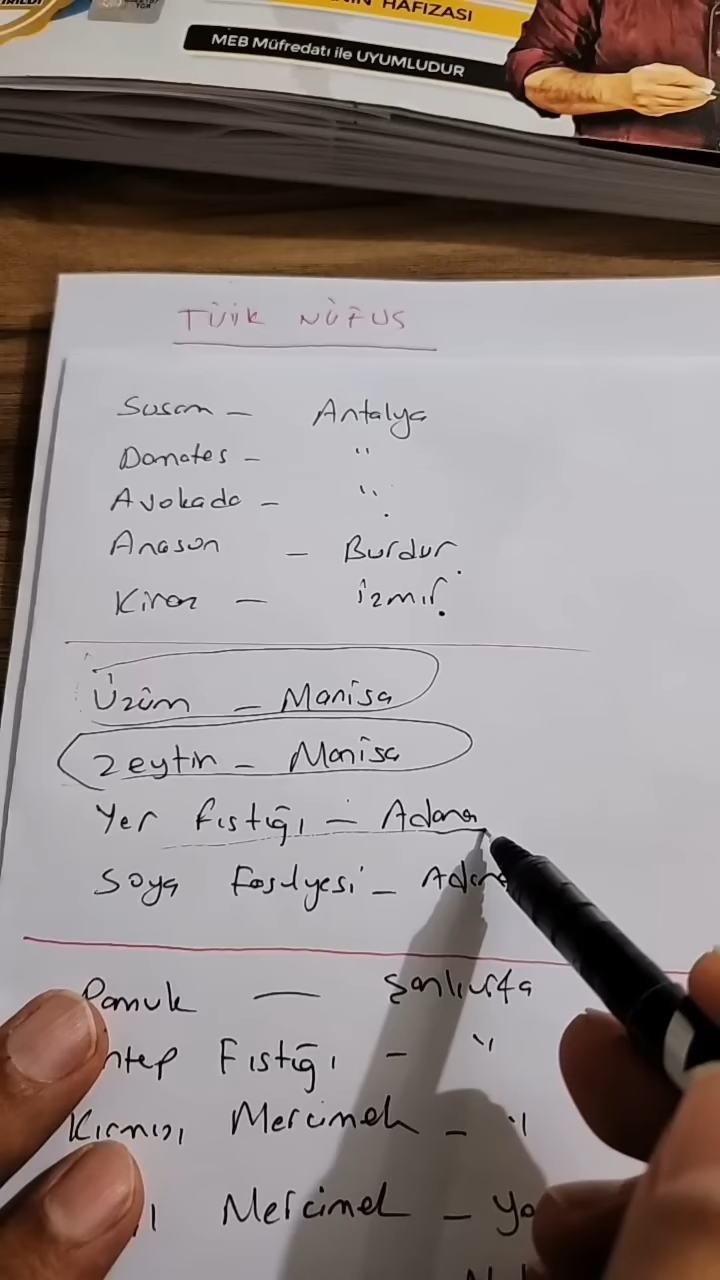 HAFIZASI
MEB Müfredatı ile UYUMLUDUR
TÜİK NÜFUS
Susam - Antalya
Domates - "
Avokado - "
Anason - Burdur
Kiraz - İzmir
Üzüm - Manisa
Zeytin - Manisa
Yer fıstığı - Adana
Soya Fasulyesi - Adana
Pamuk - Şanlıurfa
Fıstığı - "
Kırmızı Mercimek - "
Mercimek - Yo